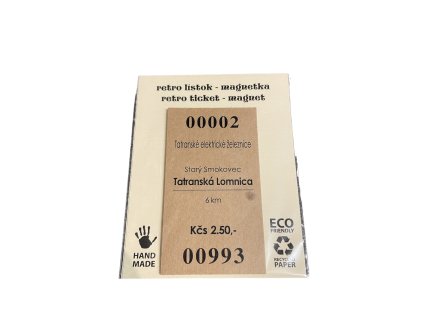 retro lístok - magnetka
retro ticket - magnet
00002
Tatranské elektrické železnice
Starý Smokovec
Tatranská Lomnica
6 km
Kčs 2.50,-
00993
HAND
MADE
ECO
FRIENDLY
RECYCLED
PAPER